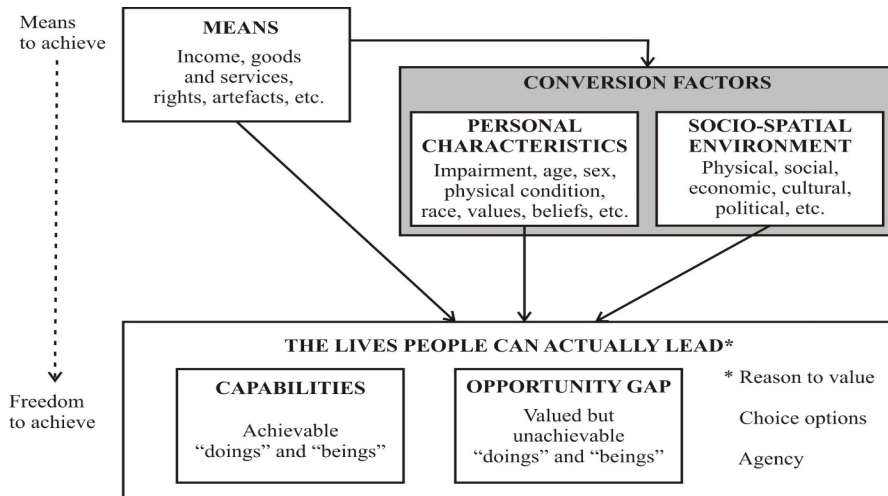 Means
to achieve
MEANS
Income, goods
and services,
rights, artefacts, etc.
CONVERSION FACTORS
PERSONAL
CHARACTERISTICS
Impairment, age, sex,
physical condition,
race, values, beliefs, etc.
SOCIO-SPATIAL
ENVIRONMENT
Physical, social,
economic, cultural,
political, etc.
THE LIVES PEOPLE CAN ACTUALLY LEAD*
CAPABILITIES
Achievable
“doings” and “beings”
OPPORTUNITY GAP
Valued but
unachievable
“doings” and “beings”
* Reason to value
Choice options
Agency
Freedom
to achieve